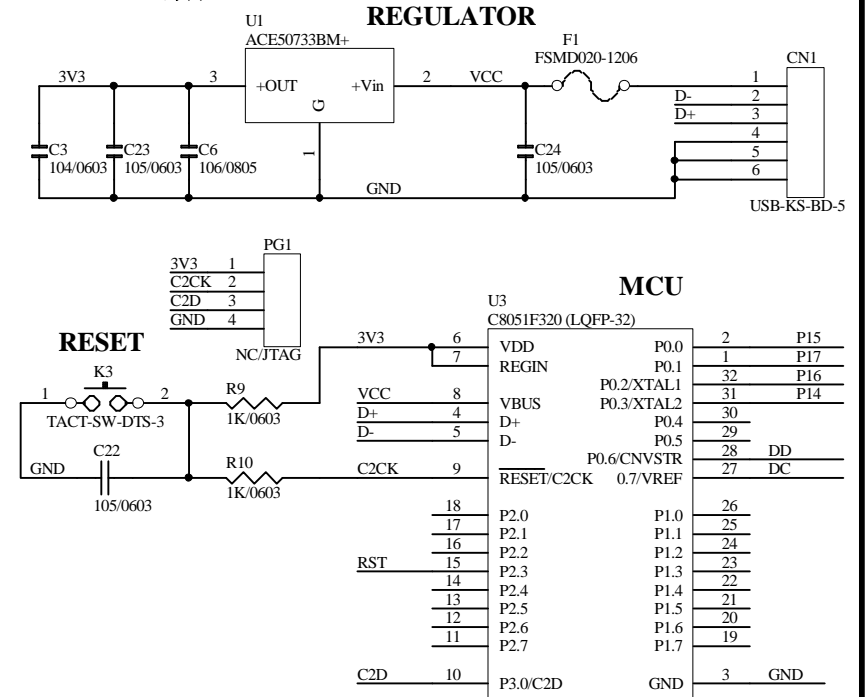 REGULATOR
U1
ACE50733BM+
F1
FSMD020-1206
CN1
3V3 3 +OUT +Vin 2 VCC 1
D- 2
D+ 3
G
4
1
5
6
C3
104/0603
C23
105/0603
C6
106/0805
C24
105/0603
GND
USB-KS-BD-5
PG1
3V3 1
C2CK 2
C2D 3
GND 4
NC/JTAG
MCU
U3
C8051F320 (LQFP-32)
RESET
K3
1 2
TACT-SW-DTS-3
R9
1K/0603
C22
GND
105/0603
R10
1K/0603
3V3 6 VDD P0.0 2 P15
7 REGIN P0.1 1 P17
P0.2/XTAL1 32 P16
VCC 8 VBUS P0.3/XTAL2 31 P14
D+ 4 D+ P0.4 30
D- 5 D- P0.5 29
P0.6/CNVSTR 28 DD
C2CK 9 RESET/C2CK 0.7/VREF 27 DC
18 P2.0 P1.0 26
17 P2.1 P1.1 25
16 P2.2 P1.2 24
RST 15 P2.3 P1.3 23
14 P2.4 P1.4 22
13 P2.5 P1.5 21
12 P2.6 P1.6 20
11 P2.7 P1.7 19
C2D 10 P3.0/C2D GND 3 GND